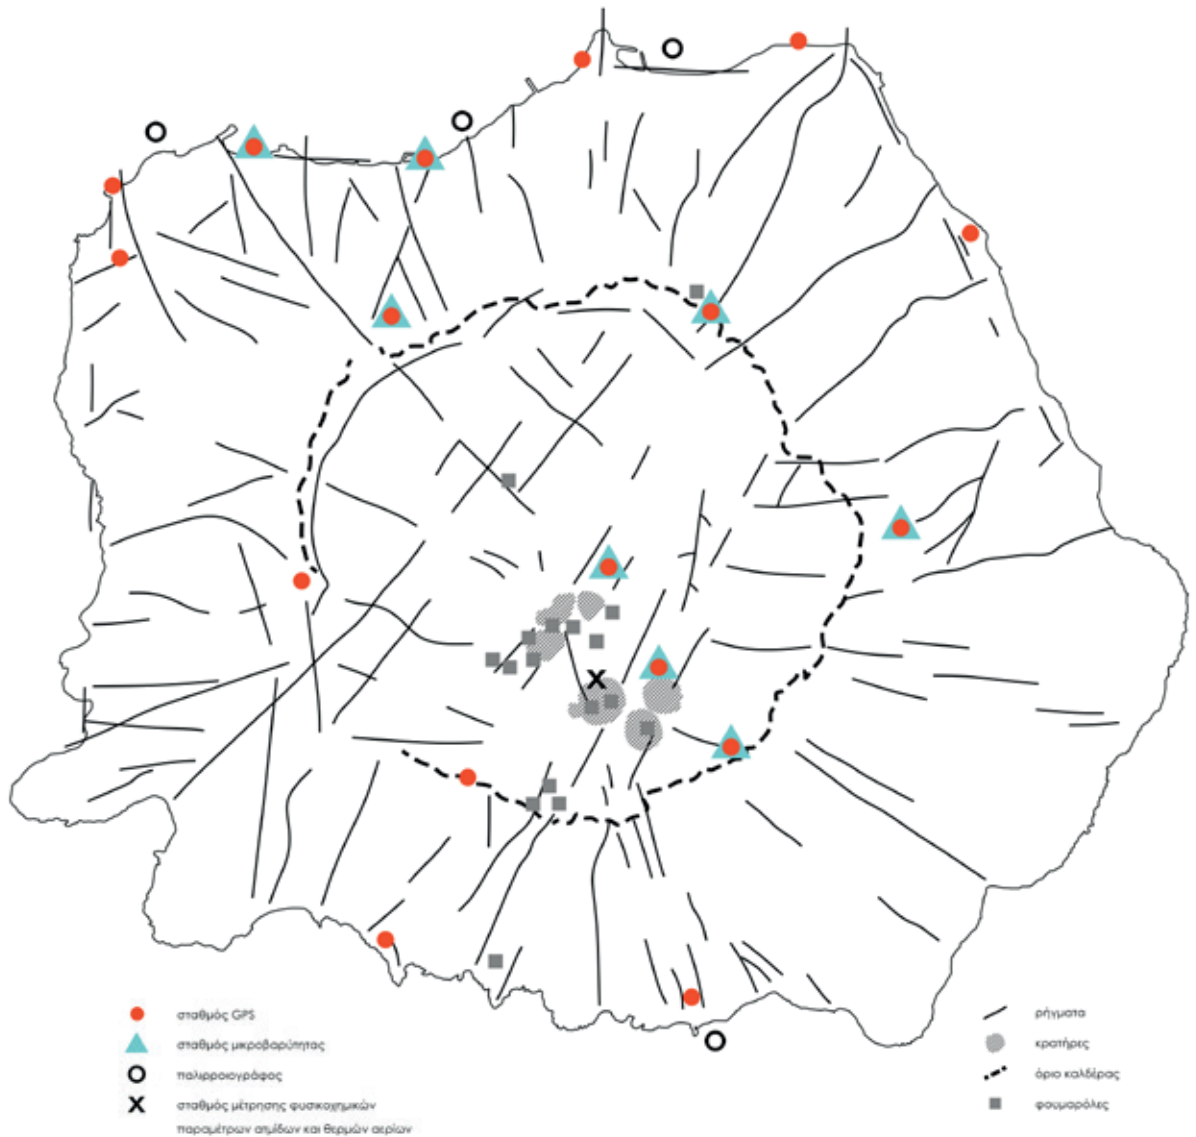 σταθμός GPS
σταθμός μικροβαρύτητας
παλιρροιογράφος
X σταθμός μέτρησης φυσικοχημικών
παραμέτρων ατμίδων και θερμών αερίων
ρήγματα
κρατήρες
όριο καλδέρας
φουμαρόλες
X